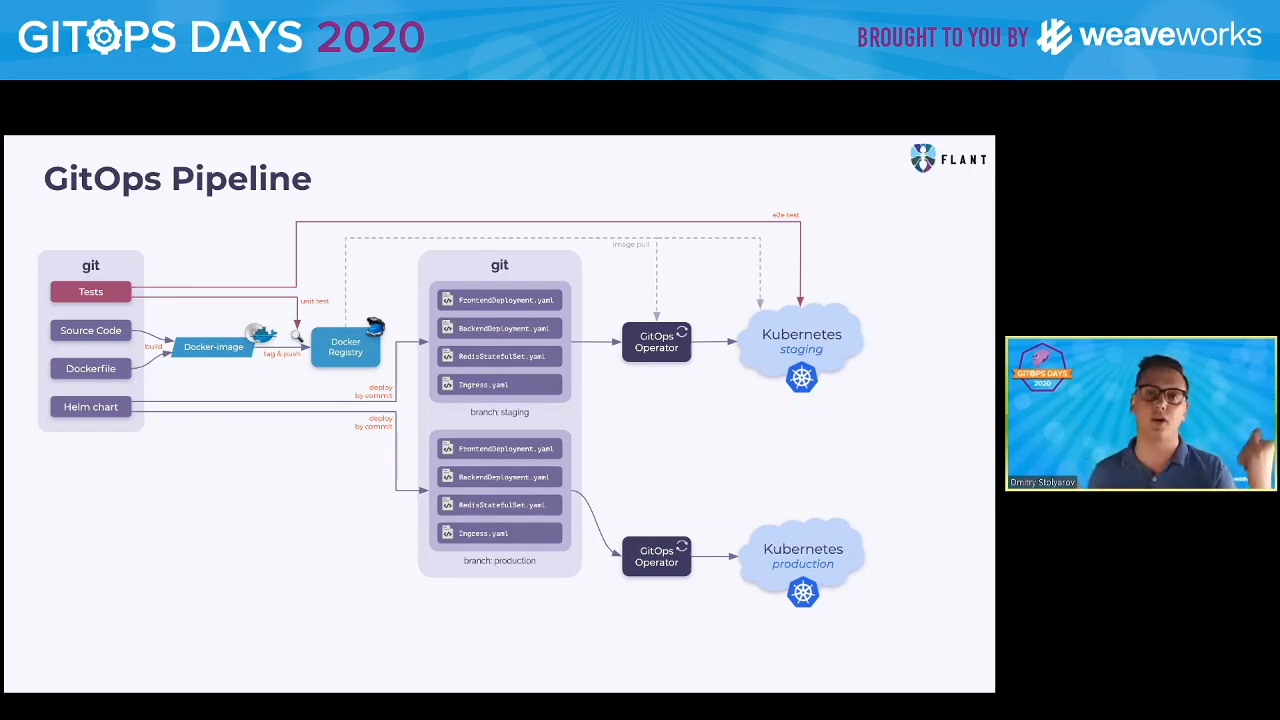 GITOPS DAYS 2020
BROUGHT TO YOU BY weaveworks
GitOps Pipeline
FLANT
e2e test
image pull
git
Tests
Source Code
Dockerfile
Helm chart
build
Docker-image
unit test
tag & push
Docker
Registry
deploy
by commit
deploy
by commit
git
FrontendDeployment.yaml
BackendDeployment.yaml
RedisStatefulSet.yaml
Ingress.yaml
branch: staging
FrontendDeployment.yaml
BackendDeployment.yaml
RedisStatefulSet.yaml
Ingress.yaml
branch: production
GitOps
Operator
Kubernetes
staging
GitOps
Operator
Kubernetes
production
GITOPS DAYS
2020
Dmitry Stolyarov